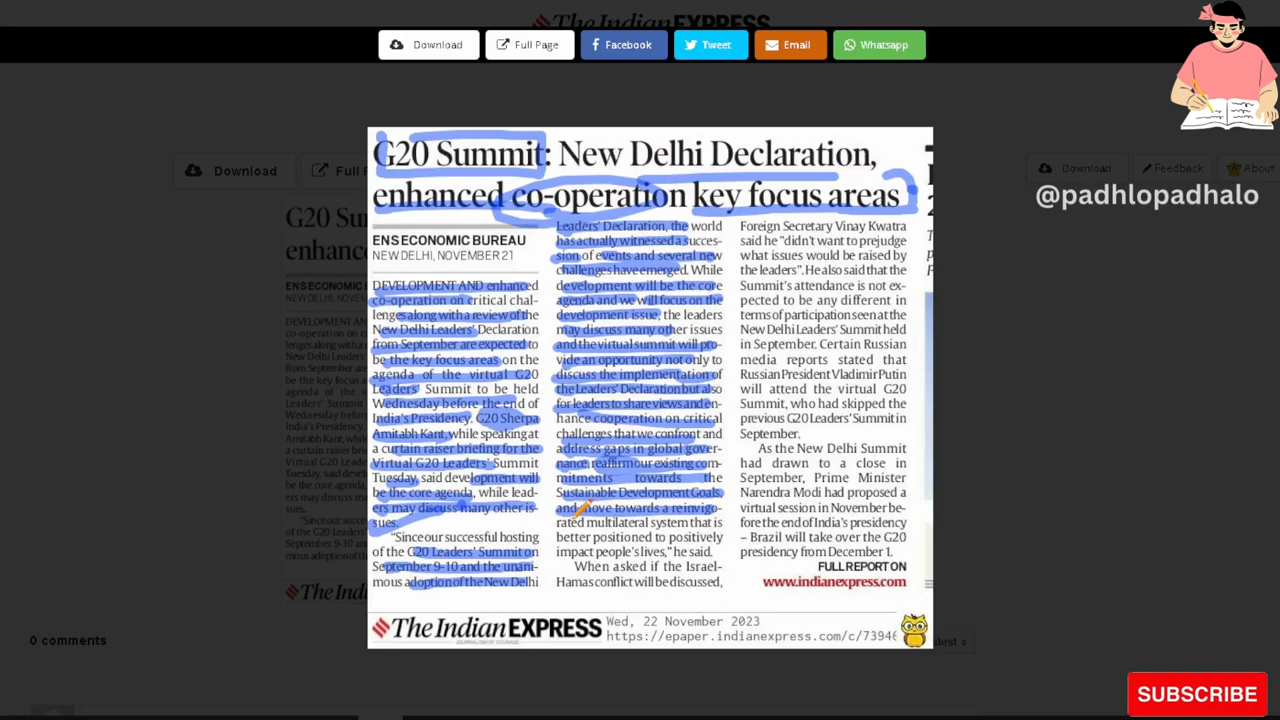 The Indian EXPRESS
Download
Full Page
Facebook
Tweet
Email
Whatsapp
Download
Full
Download
Feedback
About
@padhlopadhalo
G20 Summit: New Delhi Declaration,
enhanced co-operation key focus areas
ENS ECONOMIC BUREAU
NEW DELHI, NOVEMBER 21
DEVELOPMENT AND enhanced
co-operation on critical chal-
lenges along with a review of the
New Delhi Leaders' Declaration
from September are expected to
be the key focus areas on the
agenda of the virtual G20
Leaders' Summit to be held
Wednesday before the end of
India's Presidency. G20 Sherpa
Amitabh Kant, while speaking at
a curtain raiser briefing for the
Virtual G20 Leaders' Summit
Tuesday, said development will
be the core agenda, while lead-
ers may discuss many other is-
sues.
"Since our successful hosting
of the G20 Leaders' Summit on
September 9-10 and the unani-
mous adoption of the New Delhi
Leaders' Declaration, the world
has actually witnessed a succes-
sion of events and several new
challenges have emerged. While
development will be the core
agenda and we will focus on the
development issue, the leaders
may discuss many other issues
and the virtual summit will pro-
vide an opportunity not only to
discuss the implementation of
the Leaders' Declaration but also
for leaders to share views and en-
hance cooperation on critical
challenges that we confront and
address gaps in global gover-
nance, reaffirm our existing com-
mitments towards the
Sustainable Development Goals,
and move towards a reinvigo-
rated multilateral system that is
better positioned to positively
impact people's lives," he said.
When asked if the Israel-
Hamas conflict will be discussed,
Foreign Secretary Vinay Kwatra
said he "didn't want to prejudge
what issues would be raised by
the leaders". He also said that the
Summit's attendance is not ex-
pected to be any different in
terms of participation seen at the
New Delhi Leaders' Summit held
in September. Certain Russian
media reports stated that
Russian President Vladimir Putin
will attend the virtual G20
Summit, who had skipped the
previous G20 Leaders' Summit in
September.
As the New Delhi Summit
had drawn to a close in
September, Prime Minister
Narendra Modi had proposed a
virtual session in November be-
fore the end of India's presidency
– Brazil will take over the G20
presidency from December 1.
FULL REPORT ON
www.indianexpress.com
The Indian EXPRESS
JOURNALISM OF COURAGE
Wed, 22 November 2023
https://epaper.indianexpress.com/c/7394
0 comments
SUBSCRIBE